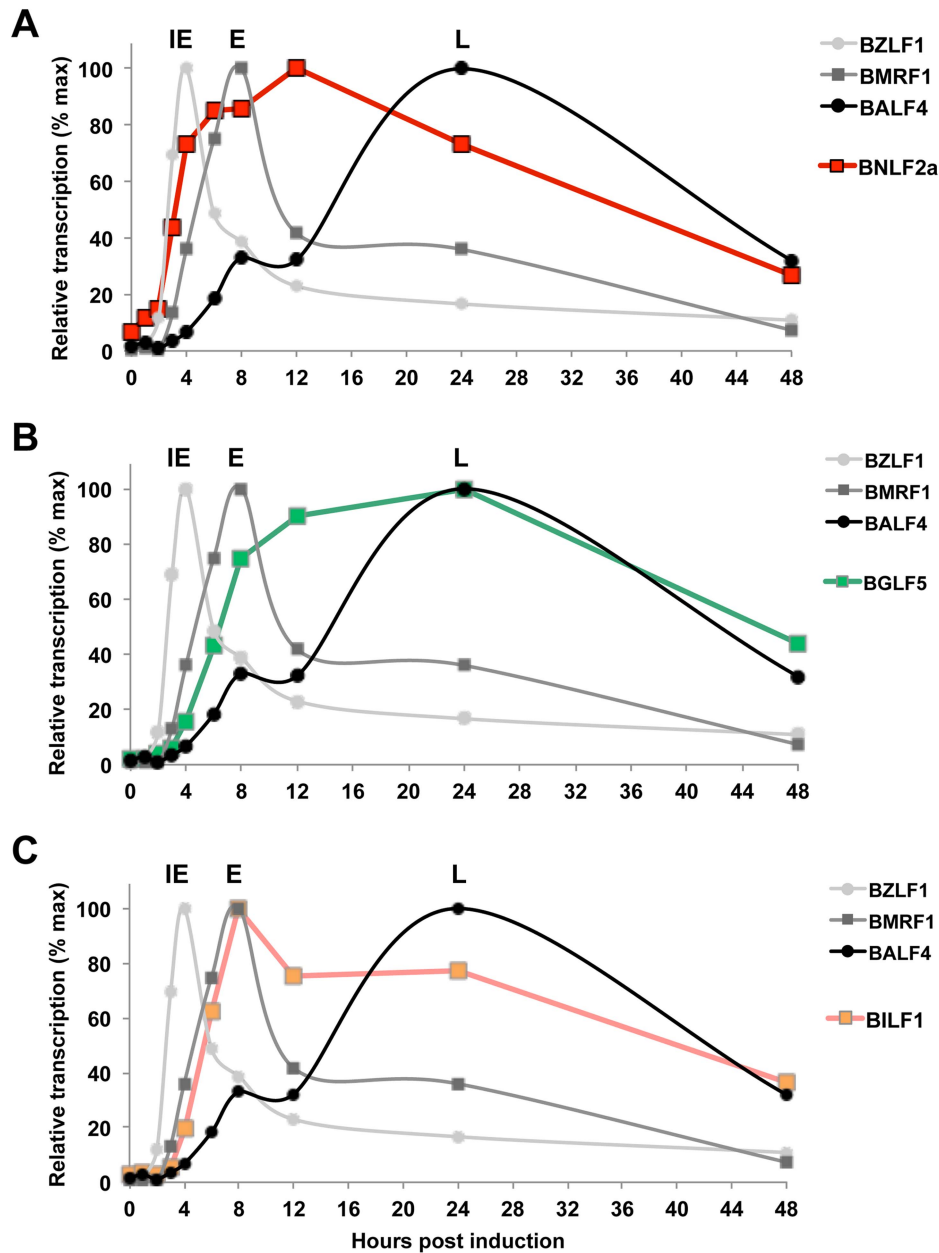 A
IE E L
Relative transcription (% max)
100
80
60
40
20
0
0 4 8 12 16 20 24 28 32 36 40 44 48
BZLF1
BMRF1
BALF4
BNLF2a
B
IE E L
Relative transcription (% max)
100
80
60
40
20
0
0 4 8 12 16 20 24 28 32 36 40 44 48
BZLF1
BMRF1
BALF4
BGLF5
C
IE E L
Relative transcription (% max)
100
80
60
40
20
0
0 4 8 12 16 20 24 28 32 36 40 44 48
Hours post induction
BZLF1
BMRF1
BALF4
BILF1